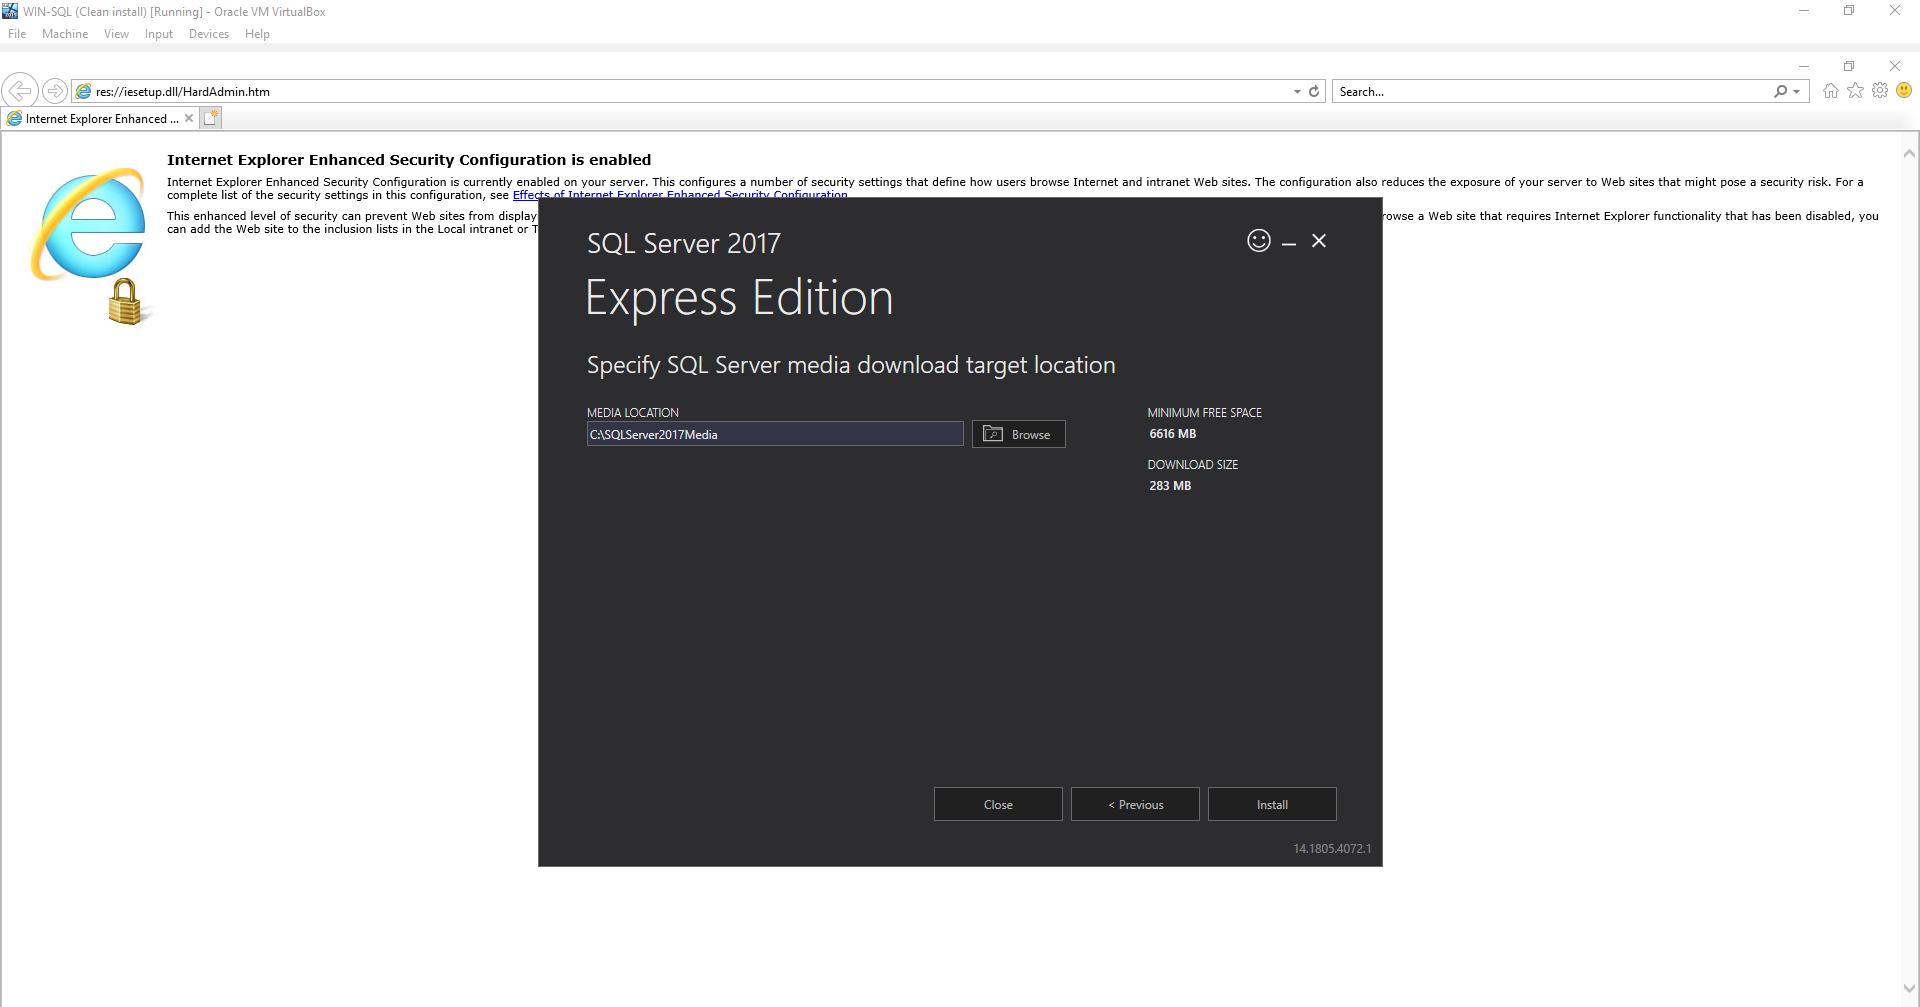 WIN-SQL (Clean install) [Running] - Oracle VM VirtualBox
File Machine View Input Devices Help
res://iesetup.dll/HardAdmin.htm
Search...
Internet Explorer Enhanced ...
Internet Explorer Enhanced Security Configuration is enabled
Internet Explorer Enhanced Security Configuration is currently enabled on your server. This configures a number of security settings that define how users browse Internet and intranet Web sites. The configuration also reduces the exposure of your server to Web sites that might pose a security risk. For a
complete list of the security settings in this configuration, see Effects of Internet Explorer Enhanced Security Configuration.
This enhanced level of security can prevent Web sites from display
rowse a Web site that requires Internet Explorer functionality that has been disabled, you
can add the Web site to the inclusion lists in the Local intranet or T
SQL Server 2017
Express Edition
Specify SQL Server media download target location
MEDIA LOCATION
C:\SQLServer2017Media
Browse
MINIMUM FREE SPACE
6616 MB
DOWNLOAD SIZE
283 MB
Close
< Previous
Install
14.1805.4072.1